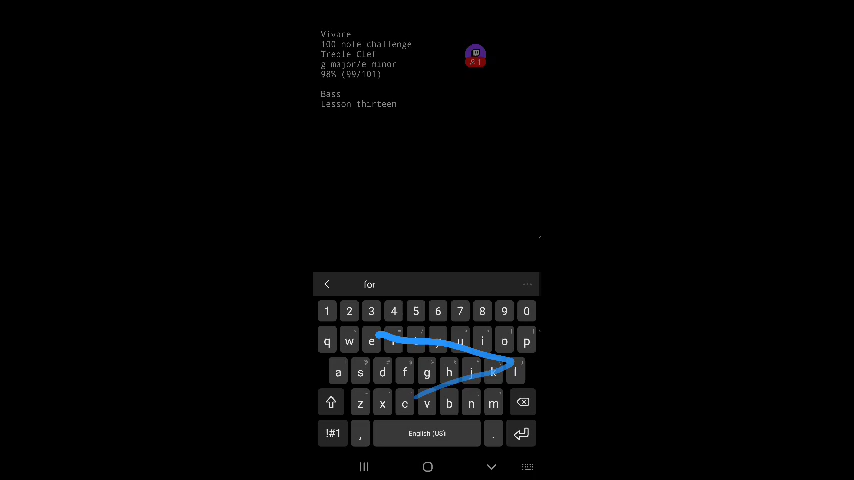 Vivace
100 note challenge
Treble Clef
g major/e minor
98% (99/101)
Bass
Lesson thirteen
1
for
1 2 3 4 5 6 7 8 9 0
q w e r t y u i o p
a s d f g h j k l
z x c v b n m
!#1 , English (US) .